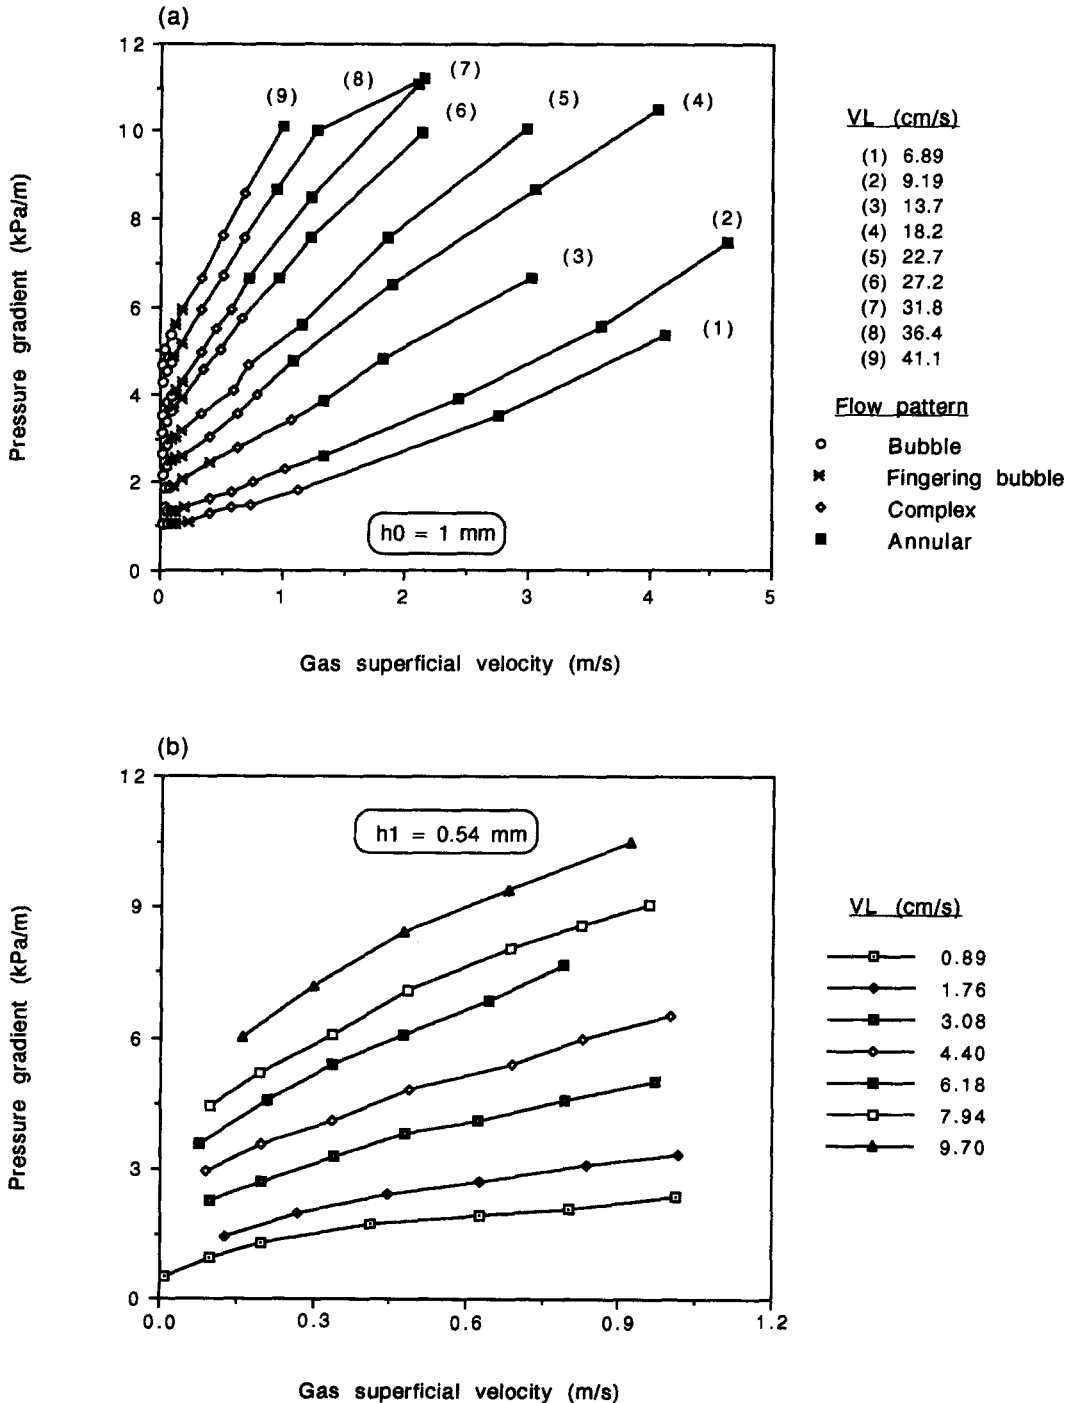 (a)
12
10
8
6
4
2
0
0 1 2 3 4 5
Pressure gradient (kPa/m)
Gas superficial velocity (m/s)
(9)
(8)
(7)
(6)
(5)
(4)
(3)
(2)
(1)
h0 = 1 mm
VL (cm/s)
(1) 6.89
(2) 9.19
(3) 13.7
(4) 18.2
(5) 22.7
(6) 27.2
(7) 31.8
(8) 36.4
(9) 41.1
Flow pattern
Bubble
Fingering bubble
Complex
Annular
(b)
12
9
6
3
0
0.0 0.3 0.6 0.9 1.2
Pressure gradient (kPa/m)
Gas superficial velocity (m/s)
h1 = 0.54 mm
VL (cm/s)
0.89
1.76
3.08
4.40
6.18
7.94
9.70